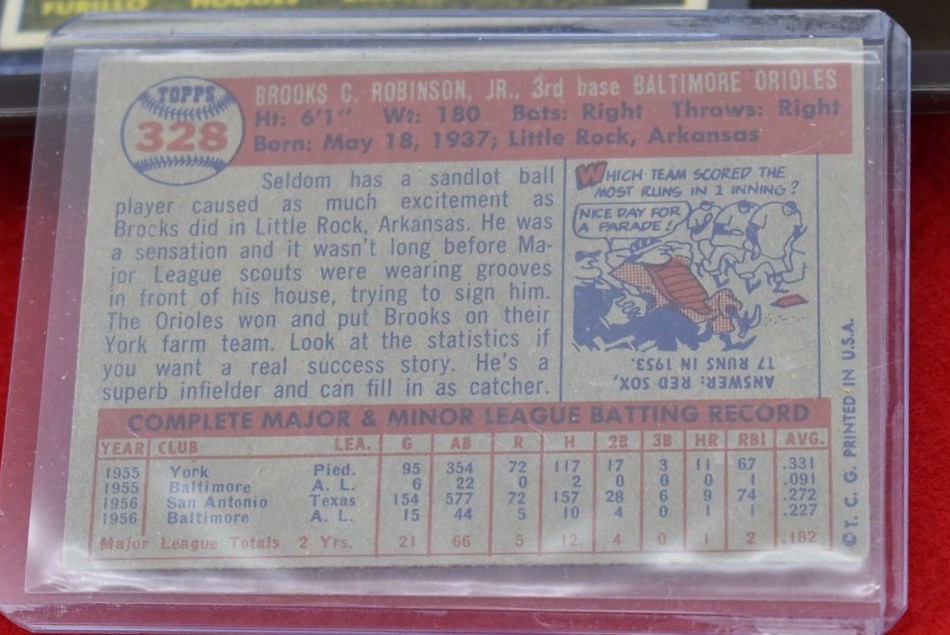 FURILLO HODGES
TOPPS
328
BROOKS C. ROBINSON, JR., 3rd base BALTIMORE ORIOLES
Ht: 6'1" Wt: 180 Bats: Right Throws: Right
Born: May 18, 1937; Little Rock, Arkansas
Seldom has a sandlot ball
player caused as much excitement as
Brooks did in Little Rock, Arkansas. He was
a sensation and it wasn't long before Ma-
jor League scouts were wearing grooves
in front of his house, trying to sign him.
The Orioles won and put Brooks on their
York farm team. Look at the statistics if
you want a real success story. He's a
superb infielder and can fill in as catcher.
WHICH TEAM SCORED THE
MOST RUNS IN 1 INNING?
NICE DAY FOR
A PARADE!
ANSWER: RED SOX,
17 RUNS IN 1953.
COMPLETE MAJOR & MINOR LEAGUE BATTING RECORD
YEAR CLUB LEA. G AB R H 2B 3B HR RBI AVG.
1955 York Pied. 95 354 72 117 17 3 11 67 .331
1955 Baltimore A. L. 6 22 0 2 0 0 0 1 .091
1956 San Antonio Texas 154 577 72 157 28 6 9 74 .272
1956 Baltimore A. L. 15 44 5 10 4 0 1 1 .227
Major League Totals 2 Yrs. 21 66 5 12 4 0 1 2 .182
© T. C. G. PRINTED IN U.S.A.